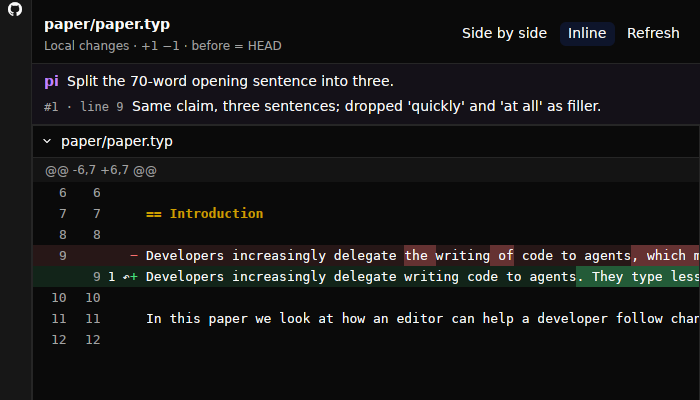 paper/paper.typ
Local changes · +1 −1 · before = HEAD
Side by side Inline Refresh
pi Split the 70-word opening sentence into three.
#1 · line 9 Same claim, three sentences; dropped 'quickly' and 'at all' as filler.
paper/paper.typ
@@ -6,7 +6,7 @@
6 6
7 7 == Introduction
8 8
9 − Developers increasingly delegate the writing of code to agents, which
9 1 ↶+ Developers increasingly delegate writing code to agents. They type less
10 10
11 11 In this paper we look at how an editor can help a developer follow
12 12